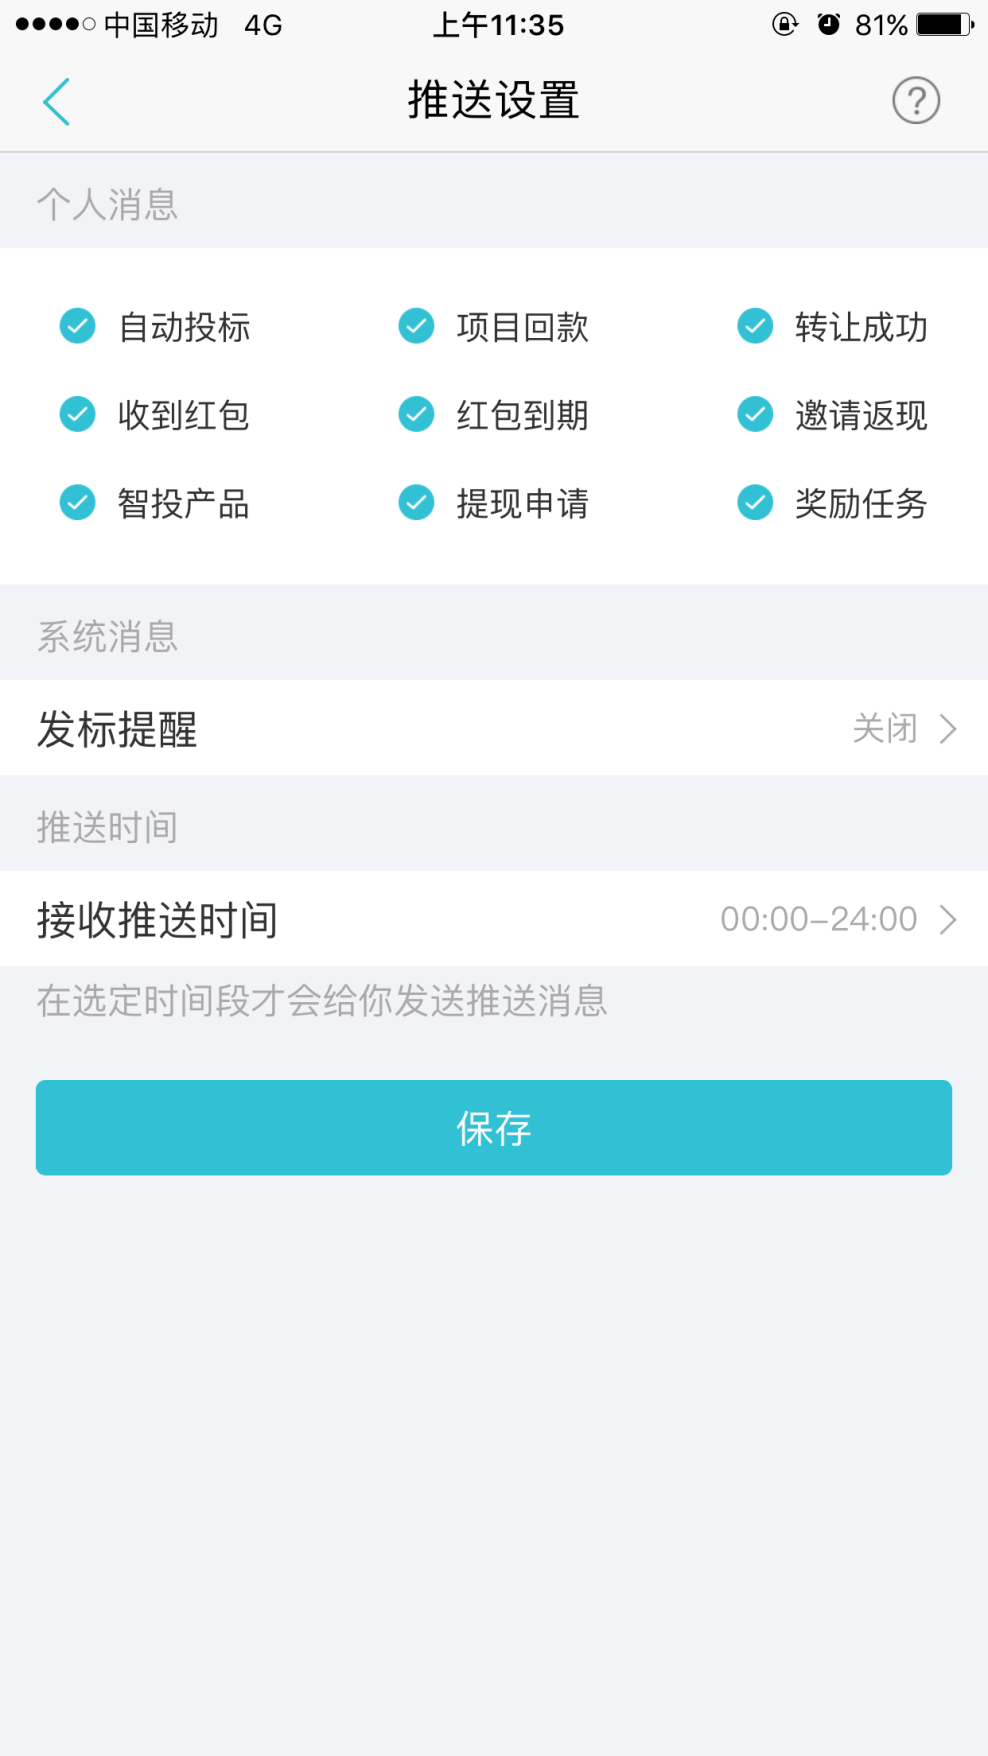 中国移动 4G 上午11:35 81%
推送设置 ?
个人消息
自动投标 项目回款 转让成功
收到红包 红包到期 邀请返现
智投产品 提现申请 奖励任务
系统消息
发标提醒 关闭
推送时间
接收推送时间 00:00-24:00
在选定时间段才会给你发送推送消息
保存